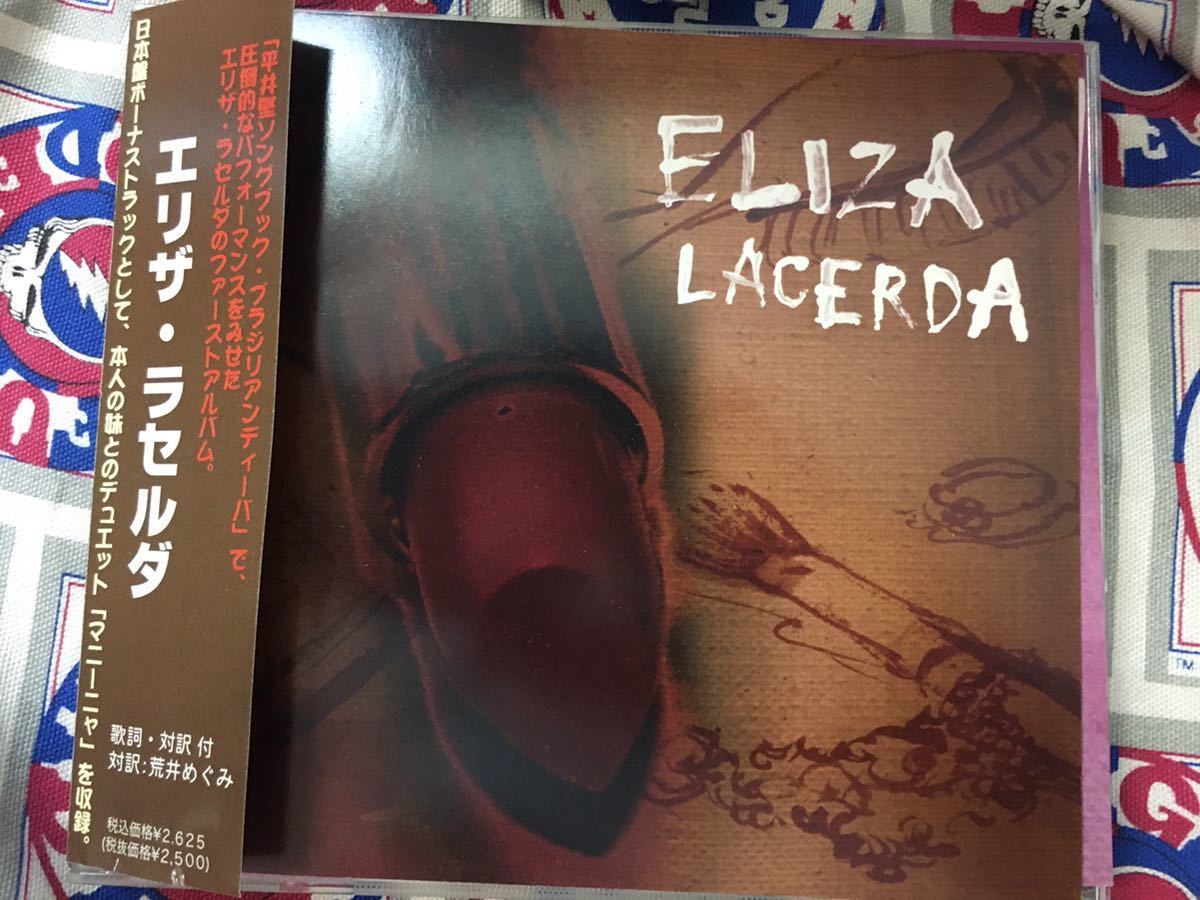 「平井堅ソングブック・ブラジリアンディーバ」で、
圧倒的なパフォーマンスをみせた
エリザ・ラセルダのファーストアルバム。
エリザ・ラセルダ
日本盤ボーナストラックとして、本人の妹とのデュエット「マニーニャ」を収録。
歌詞・対訳 付
対訳:荒井めぐみ
税込価格¥2,625
(税抜価格¥2,500)
ELIZA
LACERDA
TM